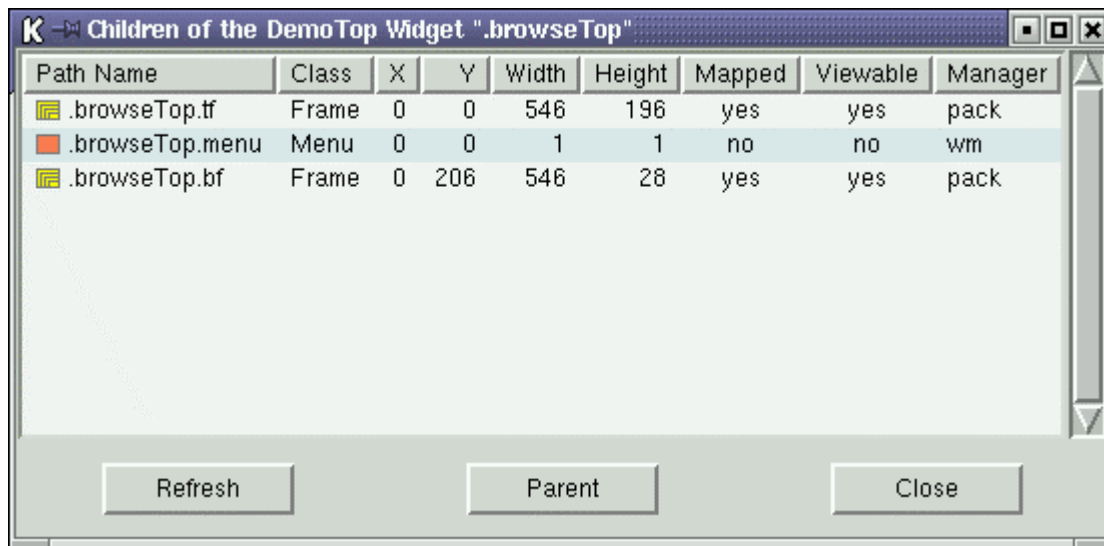 K Children of the DemoTop Widget ".browseTop"
Path Name Class X Y Width Height Mapped Viewable Manager
.browseTop.tf Frame 0 0 546 196 yes yes pack
.browseTop.menu Menu 0 0 1 1 no no wm
.browseTop.bf Frame 0 206 546 28 yes yes pack
Refresh Parent Close